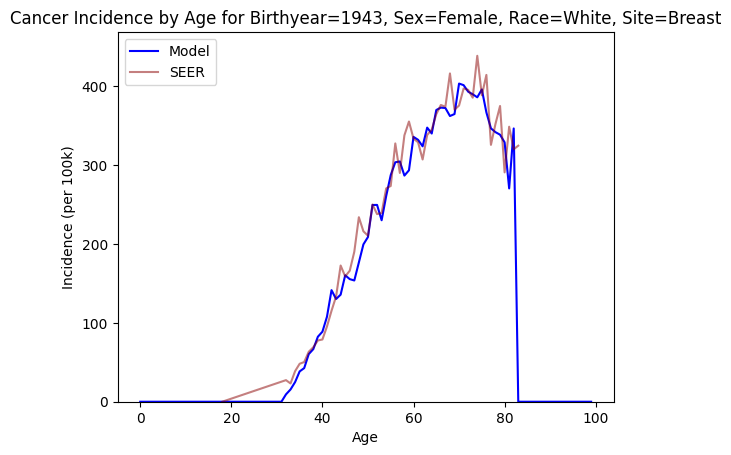 Cancer Incidence by Age for Birthyear=1943, Sex=Female, Race=White, Site=Breast
Model
SEER
Incidence (per 100k)
400
300
200
100
0
0 20 40 60 80 100
Age